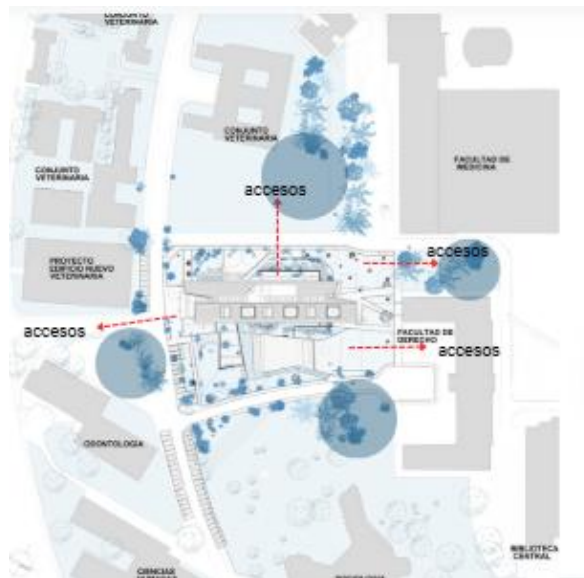 CONJUNTO
VETERINARIA
CONJUNTO
VETERINARIA
CONJUNTO
VETERINARIA
FACULTAD DE
MEDICINA
accesos
accesos
PROYECTO
EDIFICIO NUEVO
VETERINARIA
accesos
FACULTAD DE
DERECHO
accesos
ODONTOLOGIA
BIBLIOTECA
CENTRAL
CIENCIAS